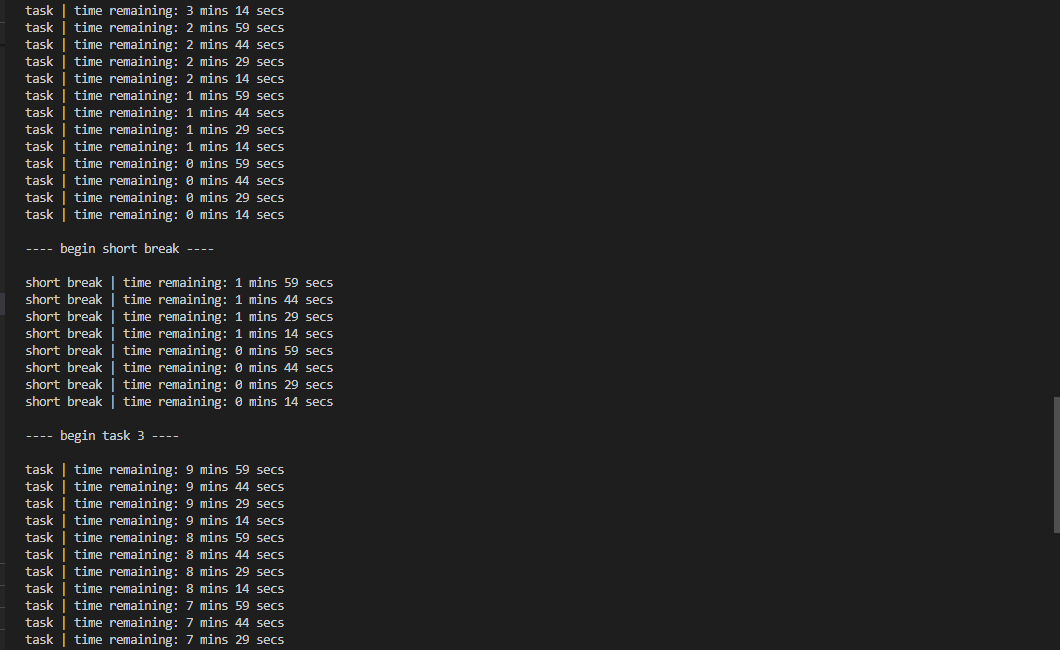 task | time remaining: 3 mins 14 secs
task | time remaining: 2 mins 59 secs
task | time remaining: 2 mins 44 secs
task | time remaining: 2 mins 29 secs
task | time remaining: 2 mins 14 secs
task | time remaining: 1 mins 59 secs
task | time remaining: 1 mins 44 secs
task | time remaining: 1 mins 29 secs
task | time remaining: 1 mins 14 secs
task | time remaining: 0 mins 59 secs
task | time remaining: 0 mins 44 secs
task | time remaining: 0 mins 29 secs
task | time remaining: 0 mins 14 secs
---- begin short break ----
short break | time remaining: 1 mins 59 secs
short break | time remaining: 1 mins 44 secs
short break | time remaining: 1 mins 29 secs
short break | time remaining: 1 mins 14 secs
short break | time remaining: 0 mins 59 secs
short break | time remaining: 0 mins 44 secs
short break | time remaining: 0 mins 29 secs
short break | time remaining: 0 mins 14 secs
---- begin task 3 ----
task | time remaining: 9 mins 59 secs
task | time remaining: 9 mins 44 secs
task | time remaining: 9 mins 29 secs
task | time remaining: 9 mins 14 secs
task | time remaining: 8 mins 59 secs
task | time remaining: 8 mins 44 secs
task | time remaining: 8 mins 29 secs
task | time remaining: 8 mins 14 secs
task | time remaining: 7 mins 59 secs
task | time remaining: 7 mins 44 secs
task | time remaining: 7 mins 29 secs